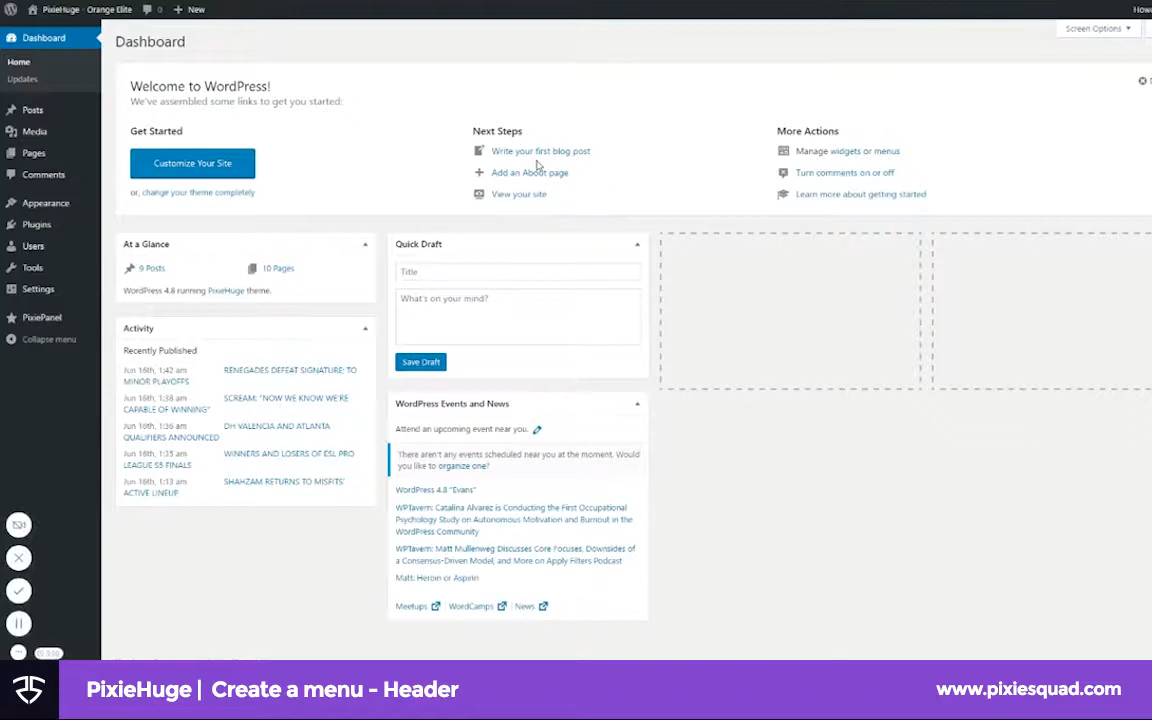 PixieHuge - Orange Elite
0
New
Dashboard
Screen Options
Home
Updates
Posts
Media
Pages
Comments
Appearance
Plugins
Users
Tools
Settings
PixiePanel
Collapse menu
Dashboard
Welcome to WordPress!
We've assembled some links to get you started:
Get Started
Customize Your Site
or, change your theme completely
Next Steps
Write your first blog post
Add an About page
View your site
More Actions
Manage widgets or menus
Turn comments on or off
Learn more about getting started
At a Glance
9 Posts
10 Pages
WordPress 4.8 running PixieHuge theme.
Activity
Recently Published
Jun 16th, 1:42 am RENEGADES DEFEAT SIGNATURE; TO
MINOR PLAYOFFS
Jun 16th, 1:38 am SCREAM: "NOW WE KNOW WE'RE
CAPABLE OF WINNING"
Jun 16th, 1:36 am DH VALENCIA AND ATLANTA
QUALIFIERS ANNOUNCED
Jun 16th, 1:35 am WINNERS AND LOSERS OF ESL PRO
LEAGUE S5 FINALS
Jun 16th, 1:13 am SHAHZAM RETURNS TO MISFITS'
ACTIVE LINEUP
Quick Draft
Title
What's on your mind?
Save Draft
WordPress Events and News
Attend an upcoming event near you.
There aren't any events scheduled near you at the moment. Would
you like to organize one?
WordPress 4.8 "Evans"
WPTavern: Catalina Alvarez is Conducting the First Occupational
Psychology Study on Autonomous Motivation and Burnout in the
WordPress Community
WPTavern: Matt Mullenweg Discusses Core Focuses, Downsides of
a Consensus-Driven Model, and More on Apply Filters Podcast
Matt: Heroin or Aspirin
Meetups WordCamps News
PixieHuge | Create a menu - Header
www.pixiesquad.com